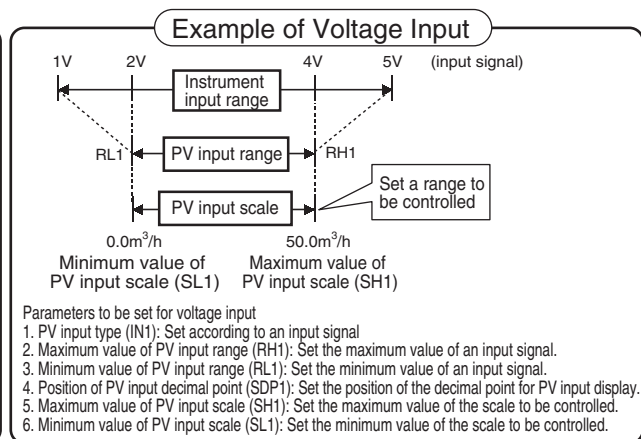 Example of Voltage Input
1V 2V 4V 5V (input signal)
Instrument
input range
RL1 PV input range RH1
PV input scale
Set a range to
be controlled
0.0m³/h 50.0m³/h
Minimum value of Maximum value of
PV input scale (SL1) PV input scale (SH1)
Parameters to be set for voltage input
1. PV input type (IN1): Set according to an input signal
2. Maximum value of PV input range (RH1): Set the maximum value of an input signal.
3. Minimum value of PV input range (RL1): Set the minimum value of an input signal.
4. Position of PV input decimal point (SDP1): Set the position of the decimal point for PV input display.
5. Maximum value of PV input scale (SH1): Set the maximum value of the scale to be controlled.
6. Minimum value of PV input scale (SL1): Set the minimum value of the scale to be controlled.